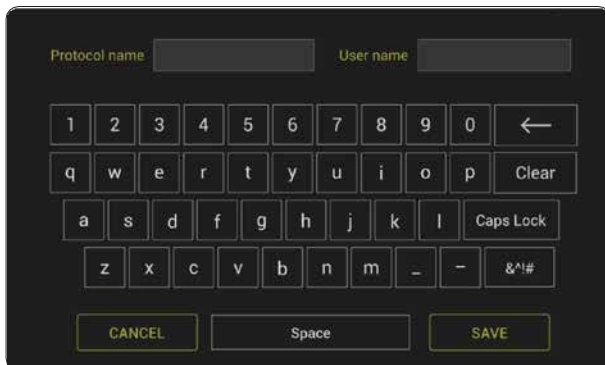 Protocol name User name
1 2 3 4 5 6 7 8 9 0 ←
q w e r t y u i o p Clear
a s d f g h j k l Caps Lock
z x c v b n m _ – &^!#
CANCEL Space SAVE